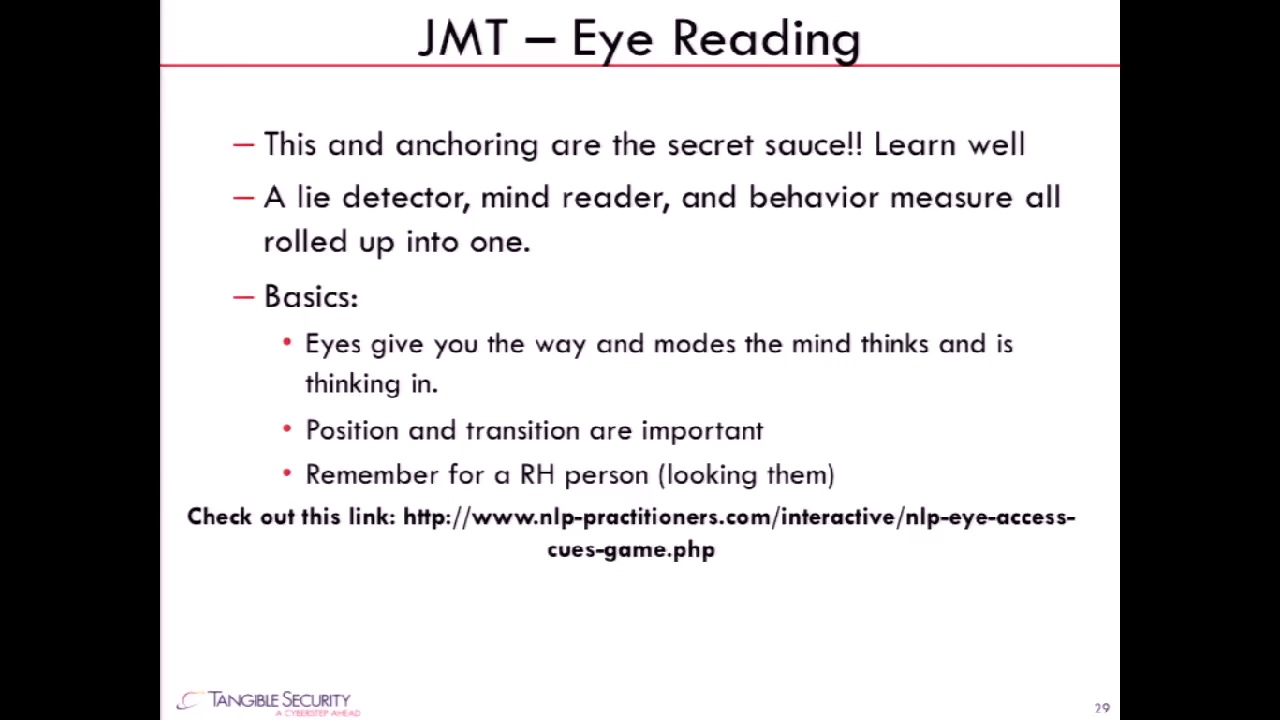 JMT – Eye Reading
– This and anchoring are the secret sauce!! Learn well
– A lie detector, mind reader, and behavior measure all
rolled up into one.
– Basics:
• Eyes give you the way and modes the mind thinks and is
thinking in.
• Position and transition are important
• Remember for a RH person (looking them)
Check out this link: http://www.nlp-practitioners.com/interactive/nlp-eye-access-
cues-game.php
TANGIBLE SECURITY
A CYBERSTEP AHEAD
29